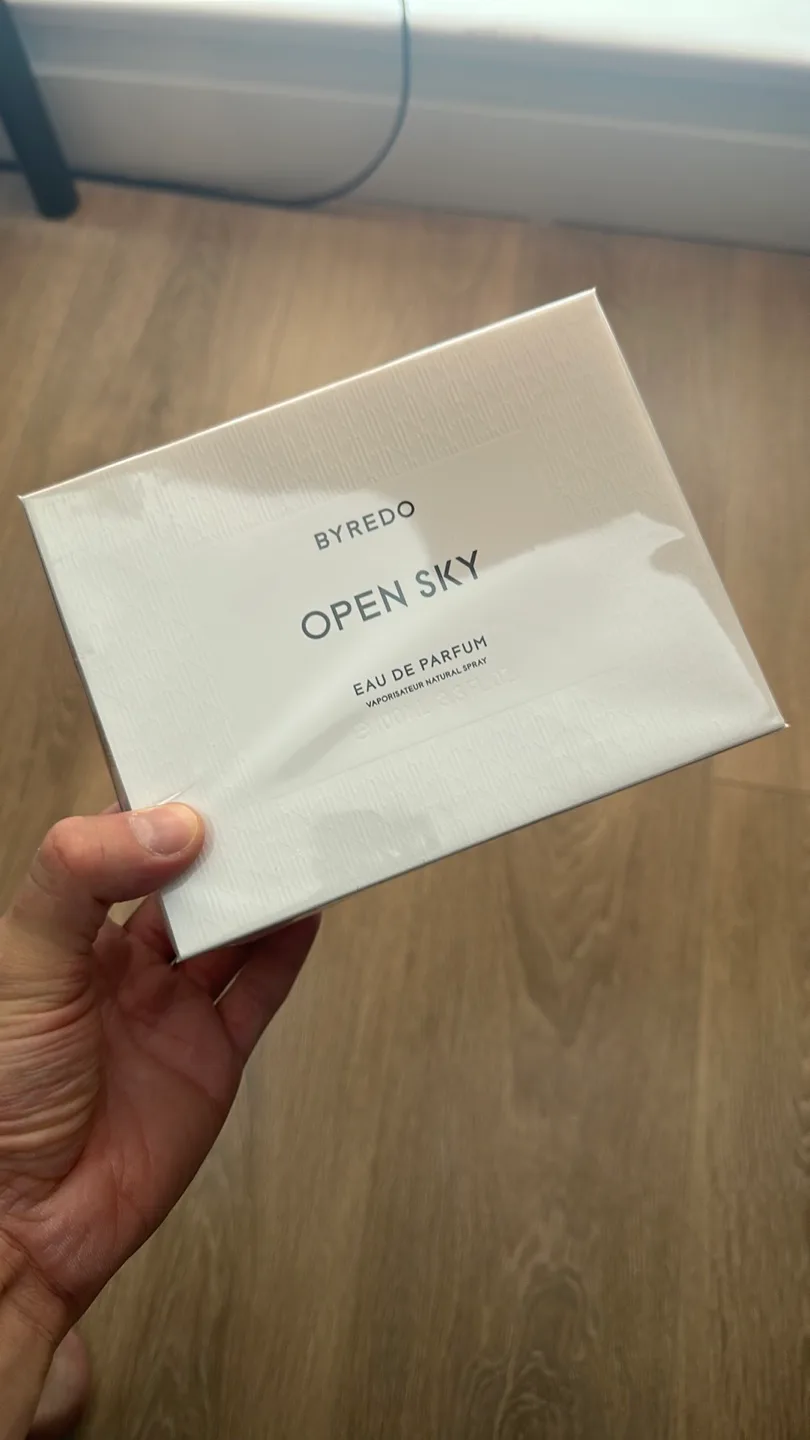 BYREDO
OPEN SKY
EAU DE PARFUM
VAPORISATEUR NATURAL SPRAY